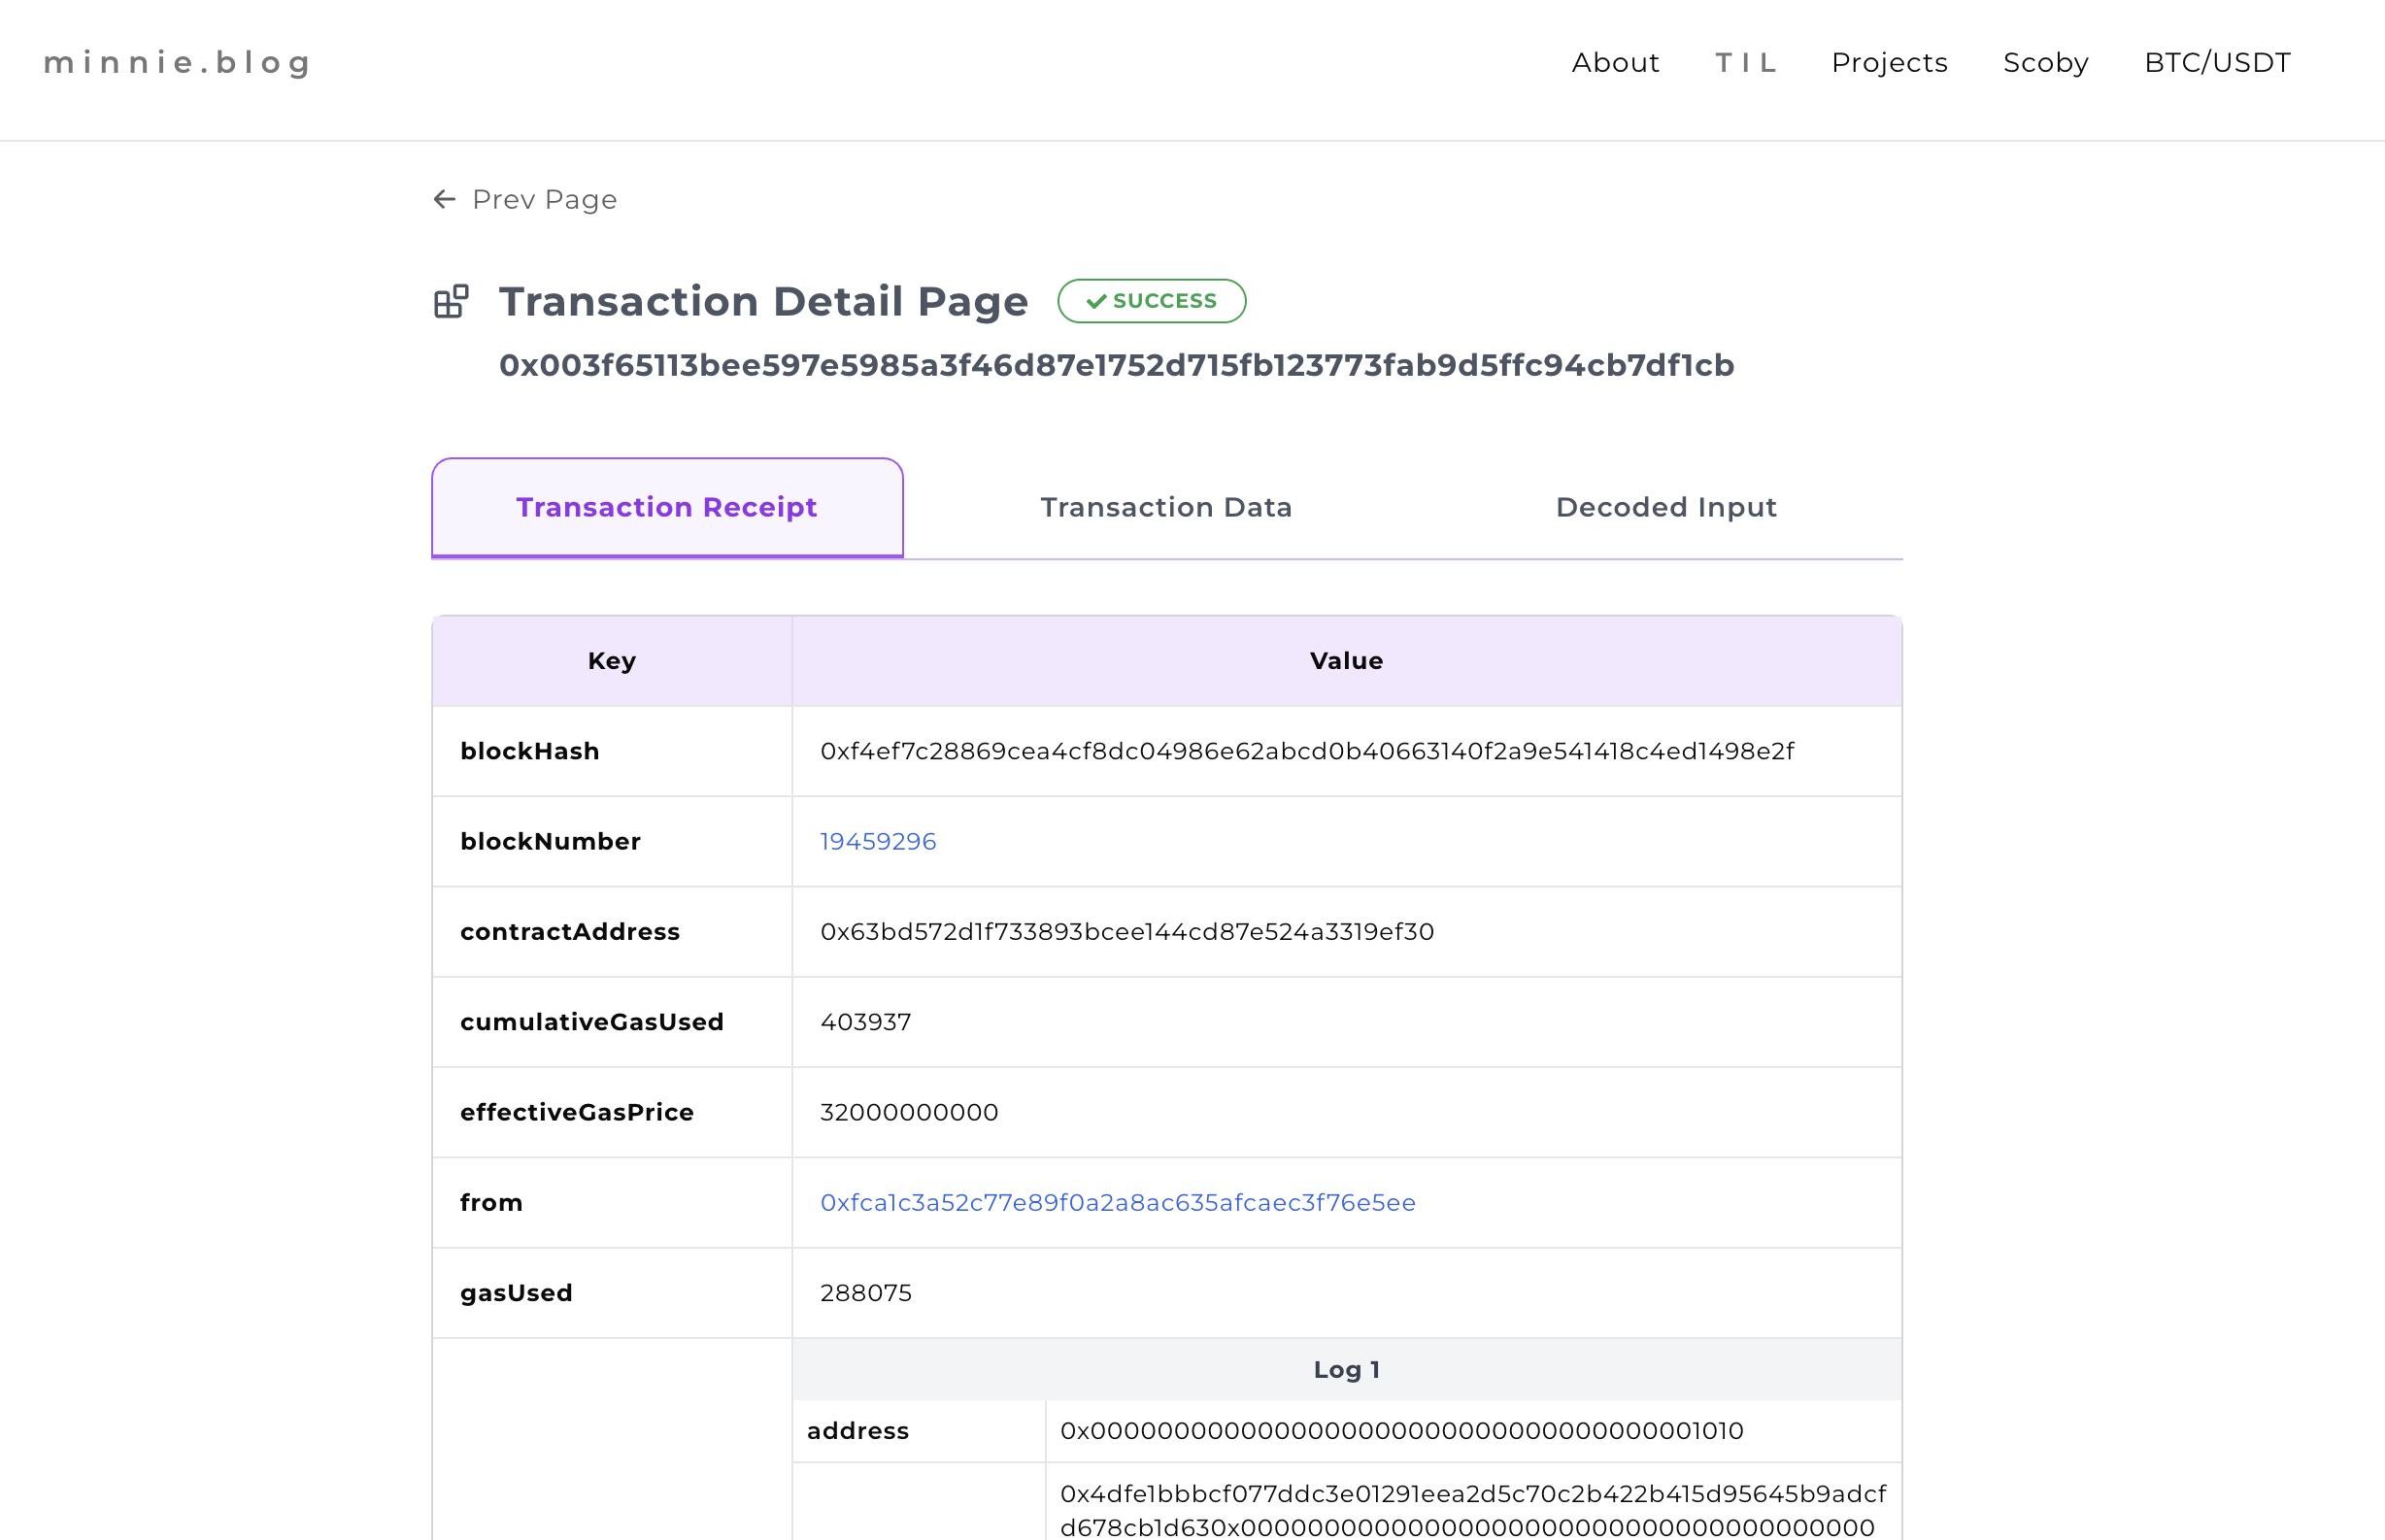 minnie.blog
About TIL Projects Scoby BTC/USDT
← Prev Page
Transaction Detail Page
✔ SUCCESS
0x003f65113bee597e5985a3f46d87e1752d715fb123773fab9d5ffc94cb7df1cb
Transaction Receipt Transaction Data Decoded Input
Key Value
blockHash 0xf4ef7c28869cea4cf8dc04986e62abcd0b40663140f2a9e541418c4ed1498e2f
blockNumber 19459296
contractAddress 0x63bd572d1f733893bcee144cd87e524a3319ef30
cumulativeGasUsed 403937
effectiveGasPrice 32000000000
from 0xfca1c3a52c77e89f0a2a8ac635afcaec3f76e5ee
gasUsed 288075
Log 1
address 0x0000000000000000000000000000000000001010
0x4dfe1bbbcf077ddc3e01291eea2d5c70c2b422b415d95645b9adcf
d678cb1d630x0000000000000000000000000000000000000000